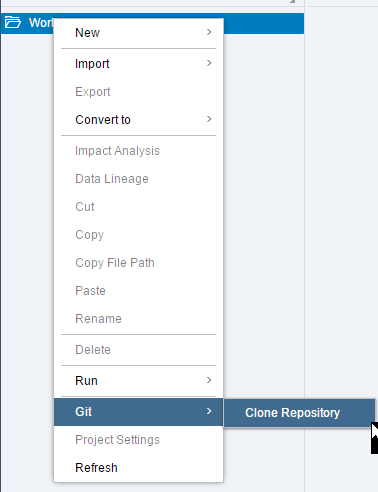 New
Import
Export
Convert to
Impact Analysis
Data Lineage
Cut
Copy
Copy File Path
Paste
Rename
Delete
Run
Git
Clone Repository
Project Settings
Refresh